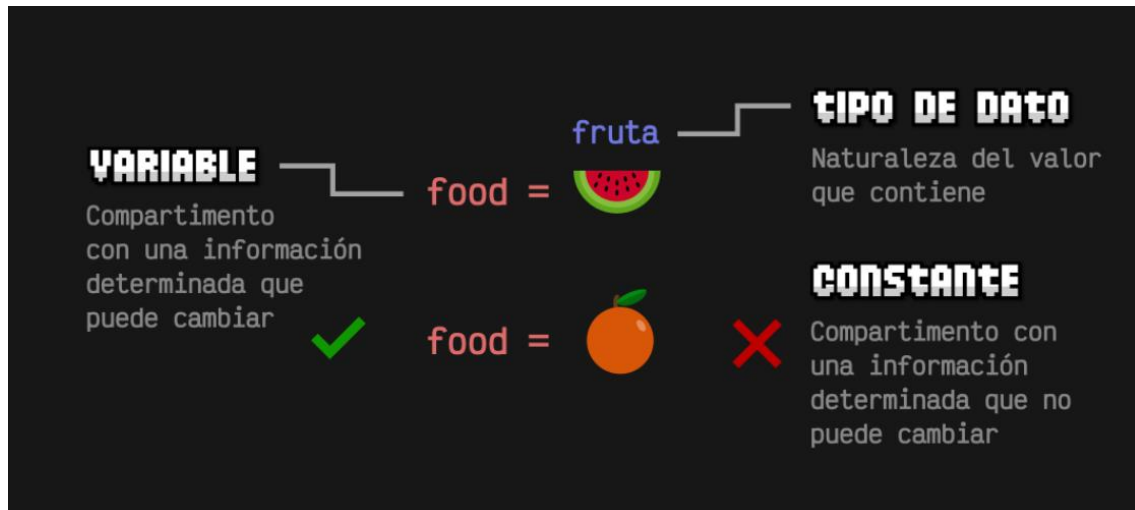 VARIABLE
Compartimento
con una información
determinada que
puede cambiar
fruta
food =
food =
TIPO DE DATO
Naturaleza del valor
que contiene
CONSTANTE
Compartimento con
una información
determinada que no
puede cambiar